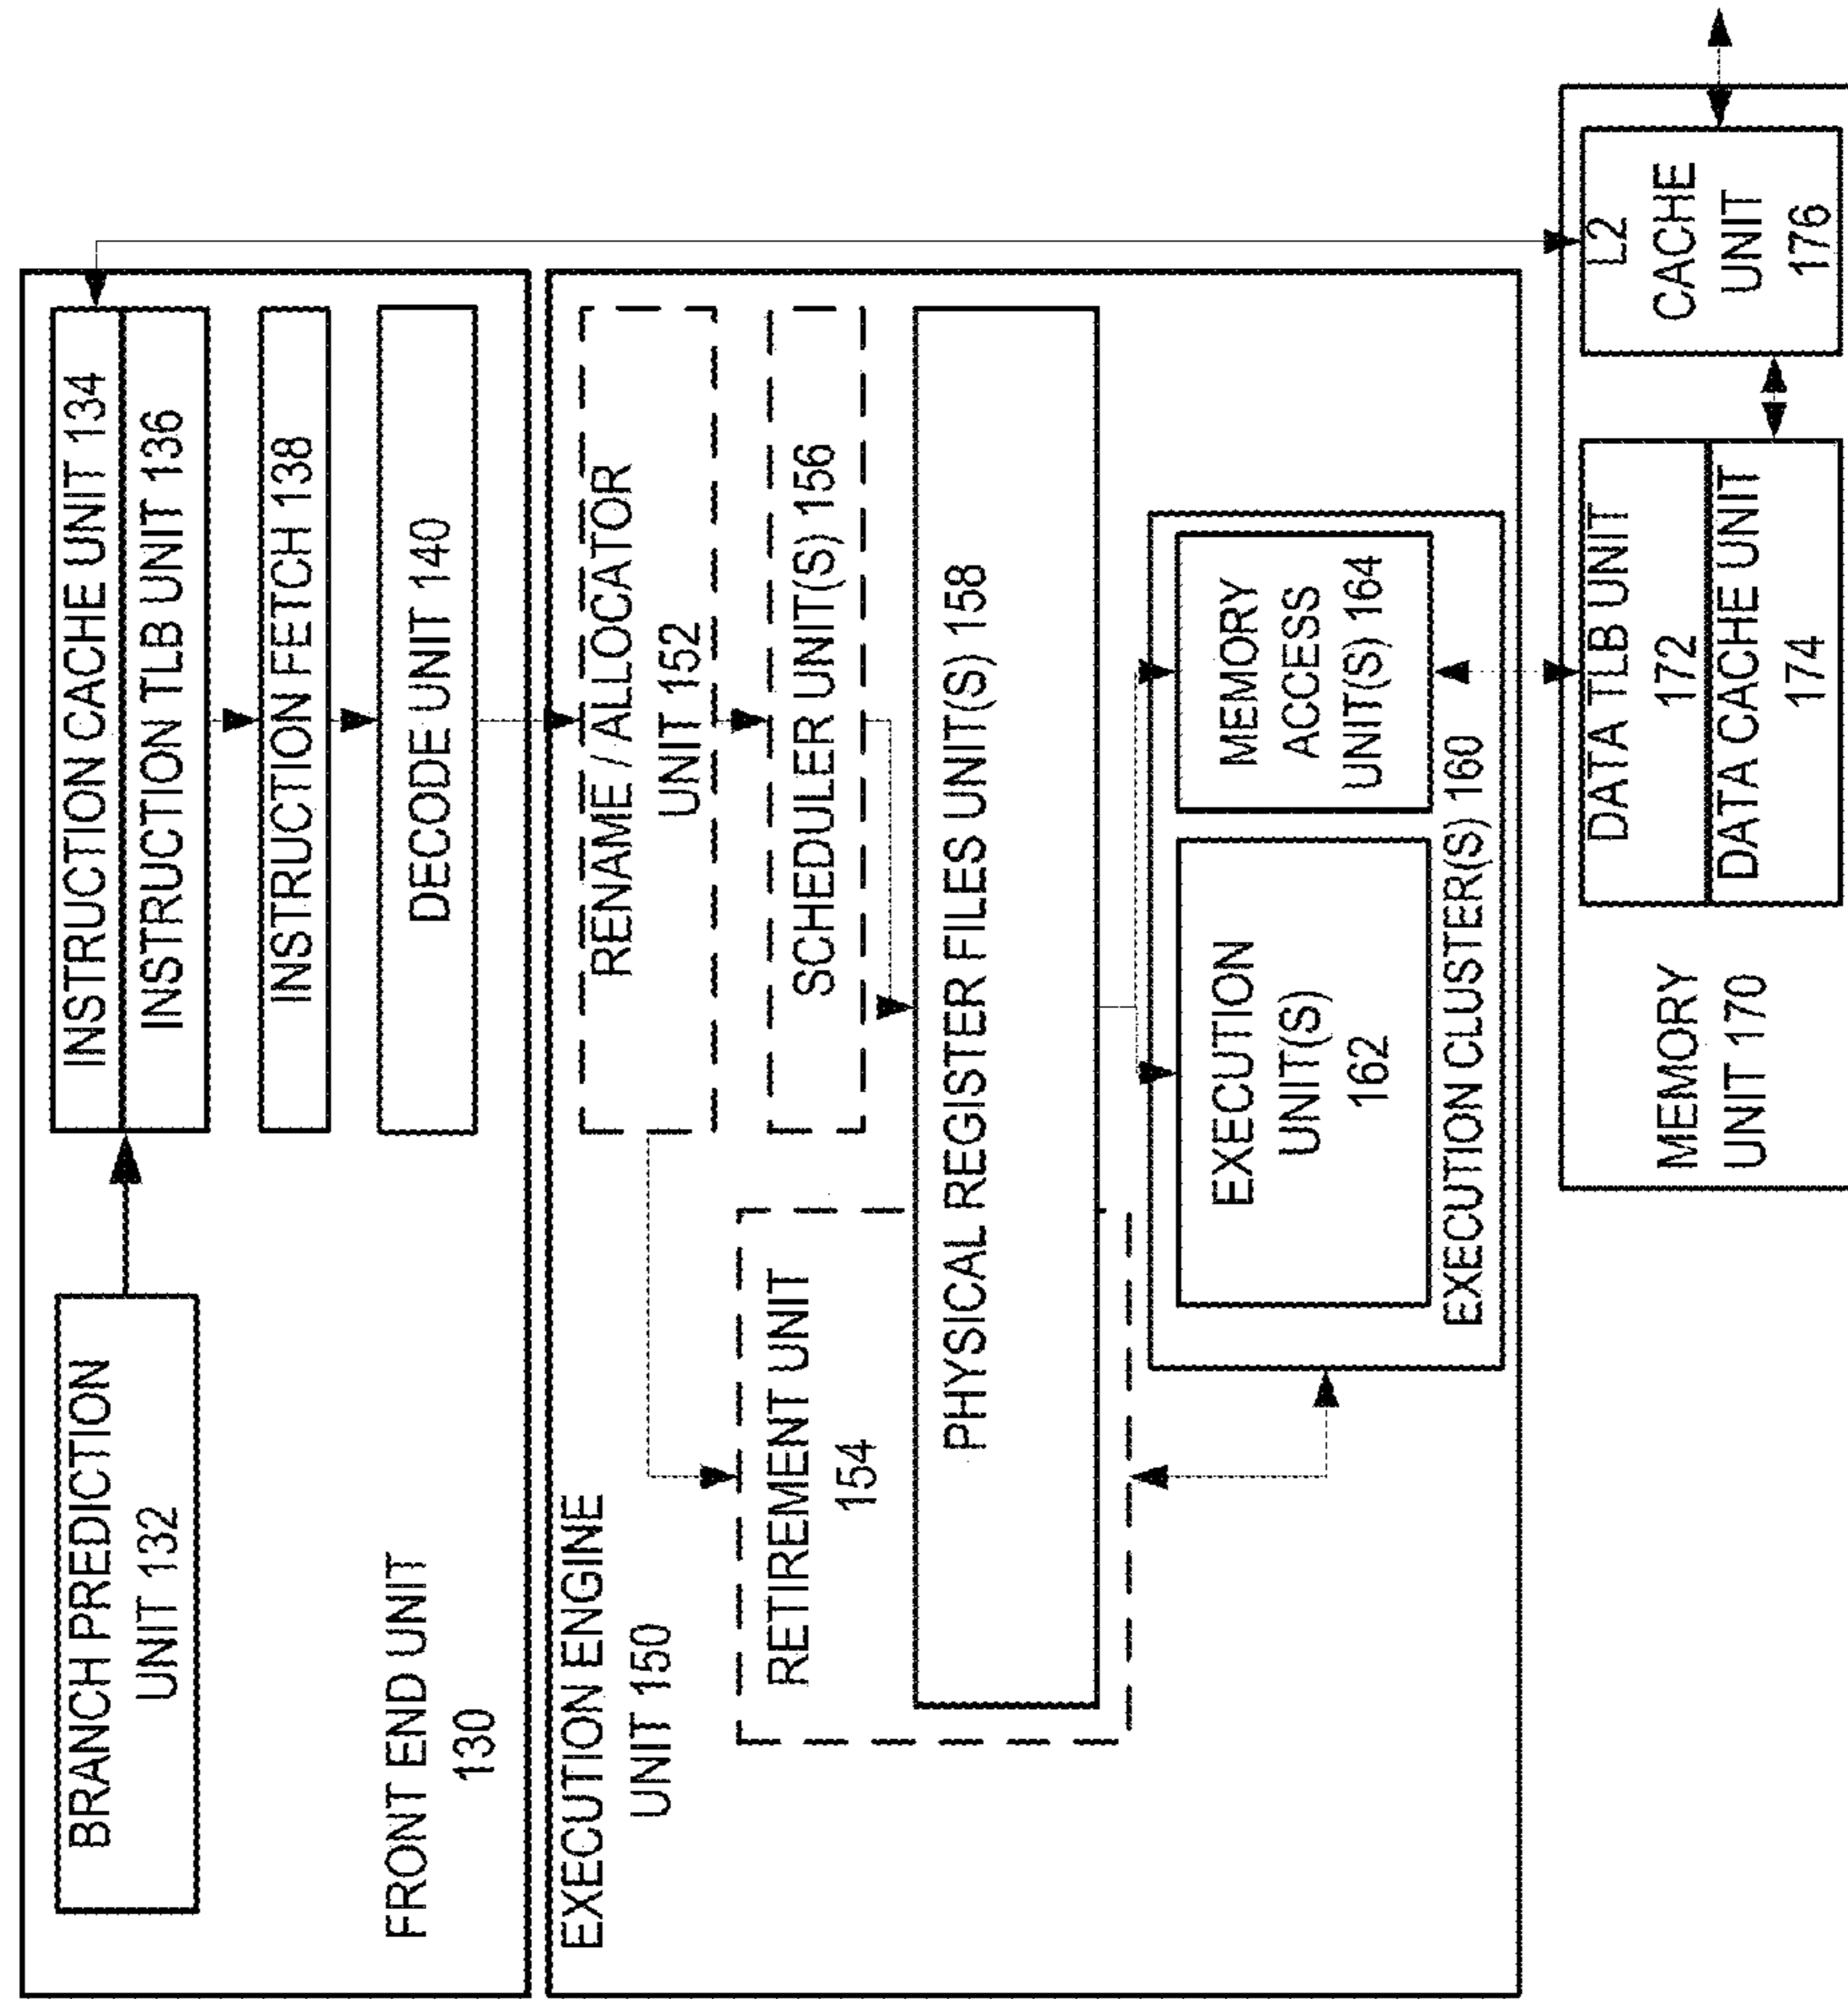 BRANCH PREDICTION
UNIT 132
INSTRUCTION CACHE UNIT 134
INSTRUCTION TLB UNIT 136
INSTRUCTION FETCH 138
DECODE UNIT 140
FRONT END UNIT
130
EXECUTION ENGINE
UNIT 150
RENAME / ALLOCATOR
UNIT 152
RETIREMENT UNIT
154
SCHEDULER UNIT(S) 156
PHYSICAL REGISTER FILES UNIT(S) 158
EXECUTION
UNIT(S)
162
MEMORY
ACCESS
UNIT(S) 164
EXECUTION CLUSTER(S) 160
MEMORY
UNIT 170
DATA TLB UNIT
172
DATA CACHE UNIT
174
L2
CACHE
UNIT
176